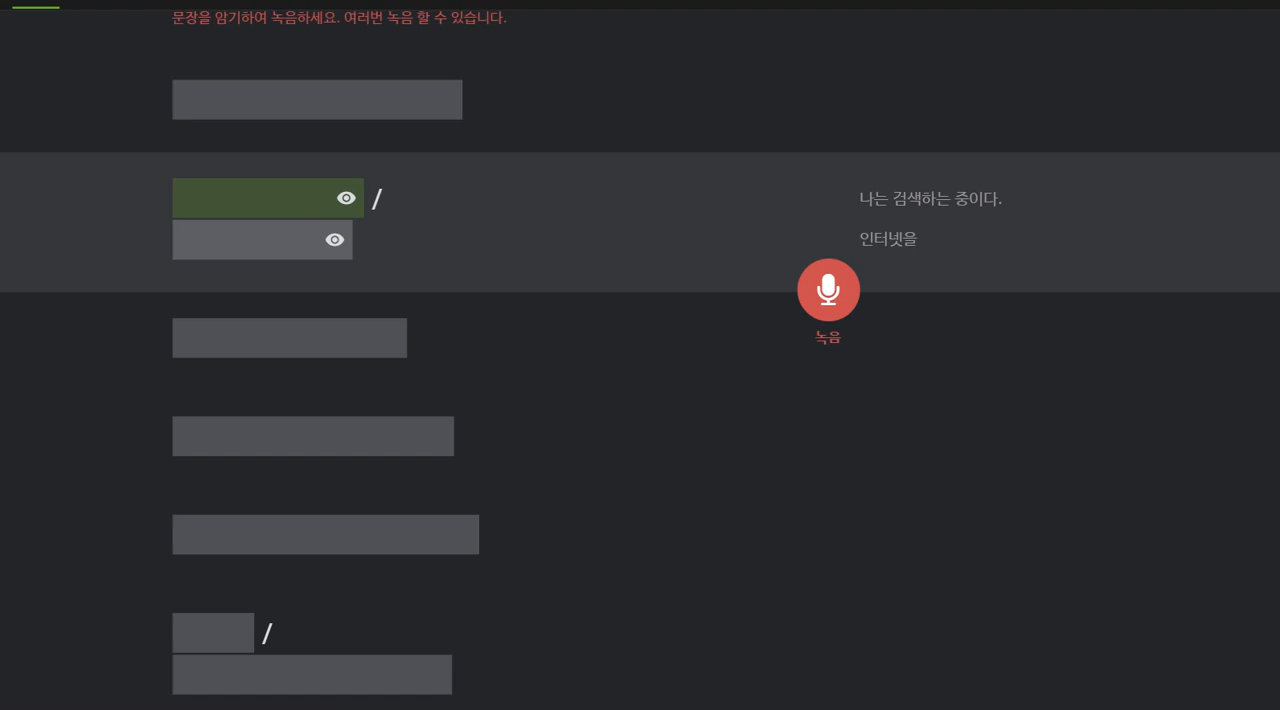 문장을 암기하여 녹음하세요. 여러번 녹음 할 수 있습니다.
/
나는 검색하는 중이다.
인터넷을
녹음
/